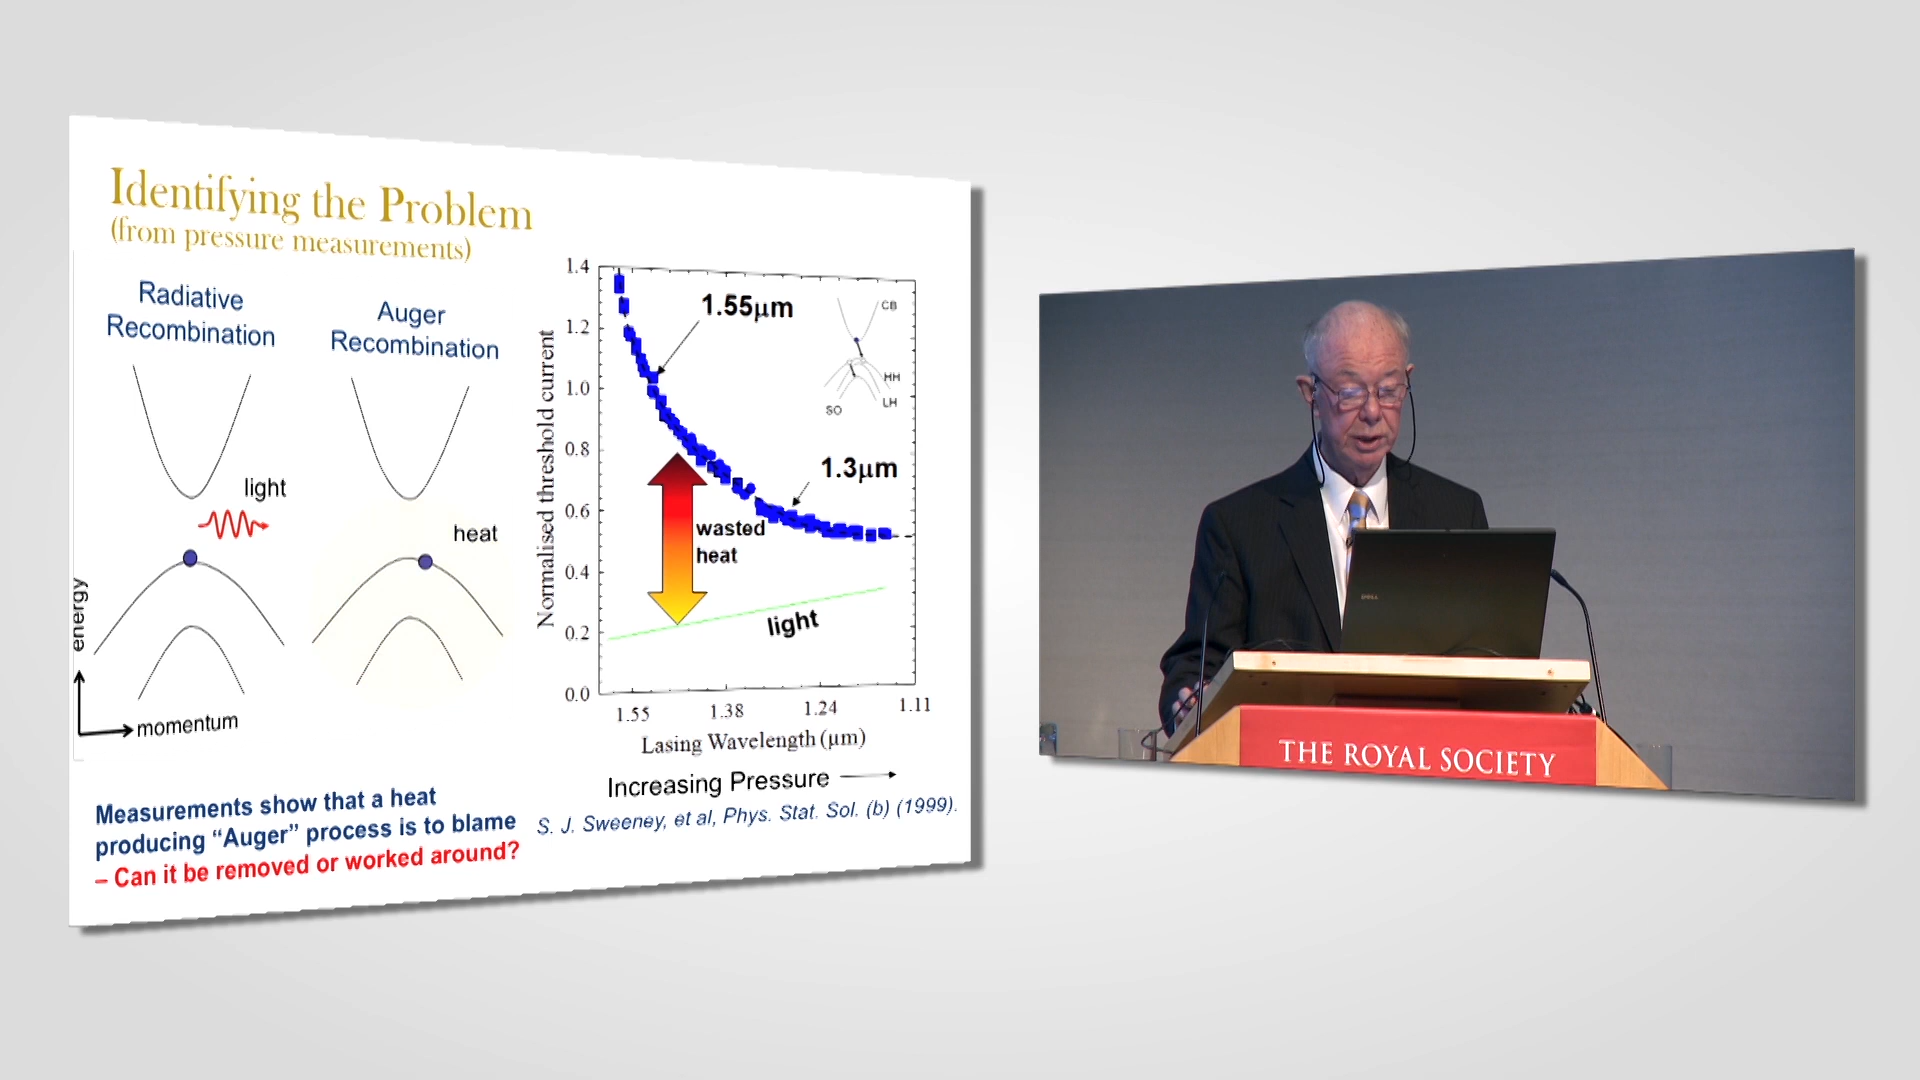 Identifying the Problem
(from pressure measurements)
Radiative
Recombination
Auger
Recombination
light
heat
energy
momentum
Measurements show that a heat
producing “Auger” process is to blame
– Can it be removed or worked around?
1.4
1.2
1.0
0.8
0.6
0.4
0.2
0.0
Normalised threshold current
1.55μm
CB
HH
LH
SO
1.3μm
wasted
heat
light
1.55
1.38
1.24
1.11
Lasing Wavelength (μm)
Increasing Pressure
S. J. Sweeney, et al, Phys. Stat. Sol. (b) (1999).
DELL
THE ROYAL SOCIETY